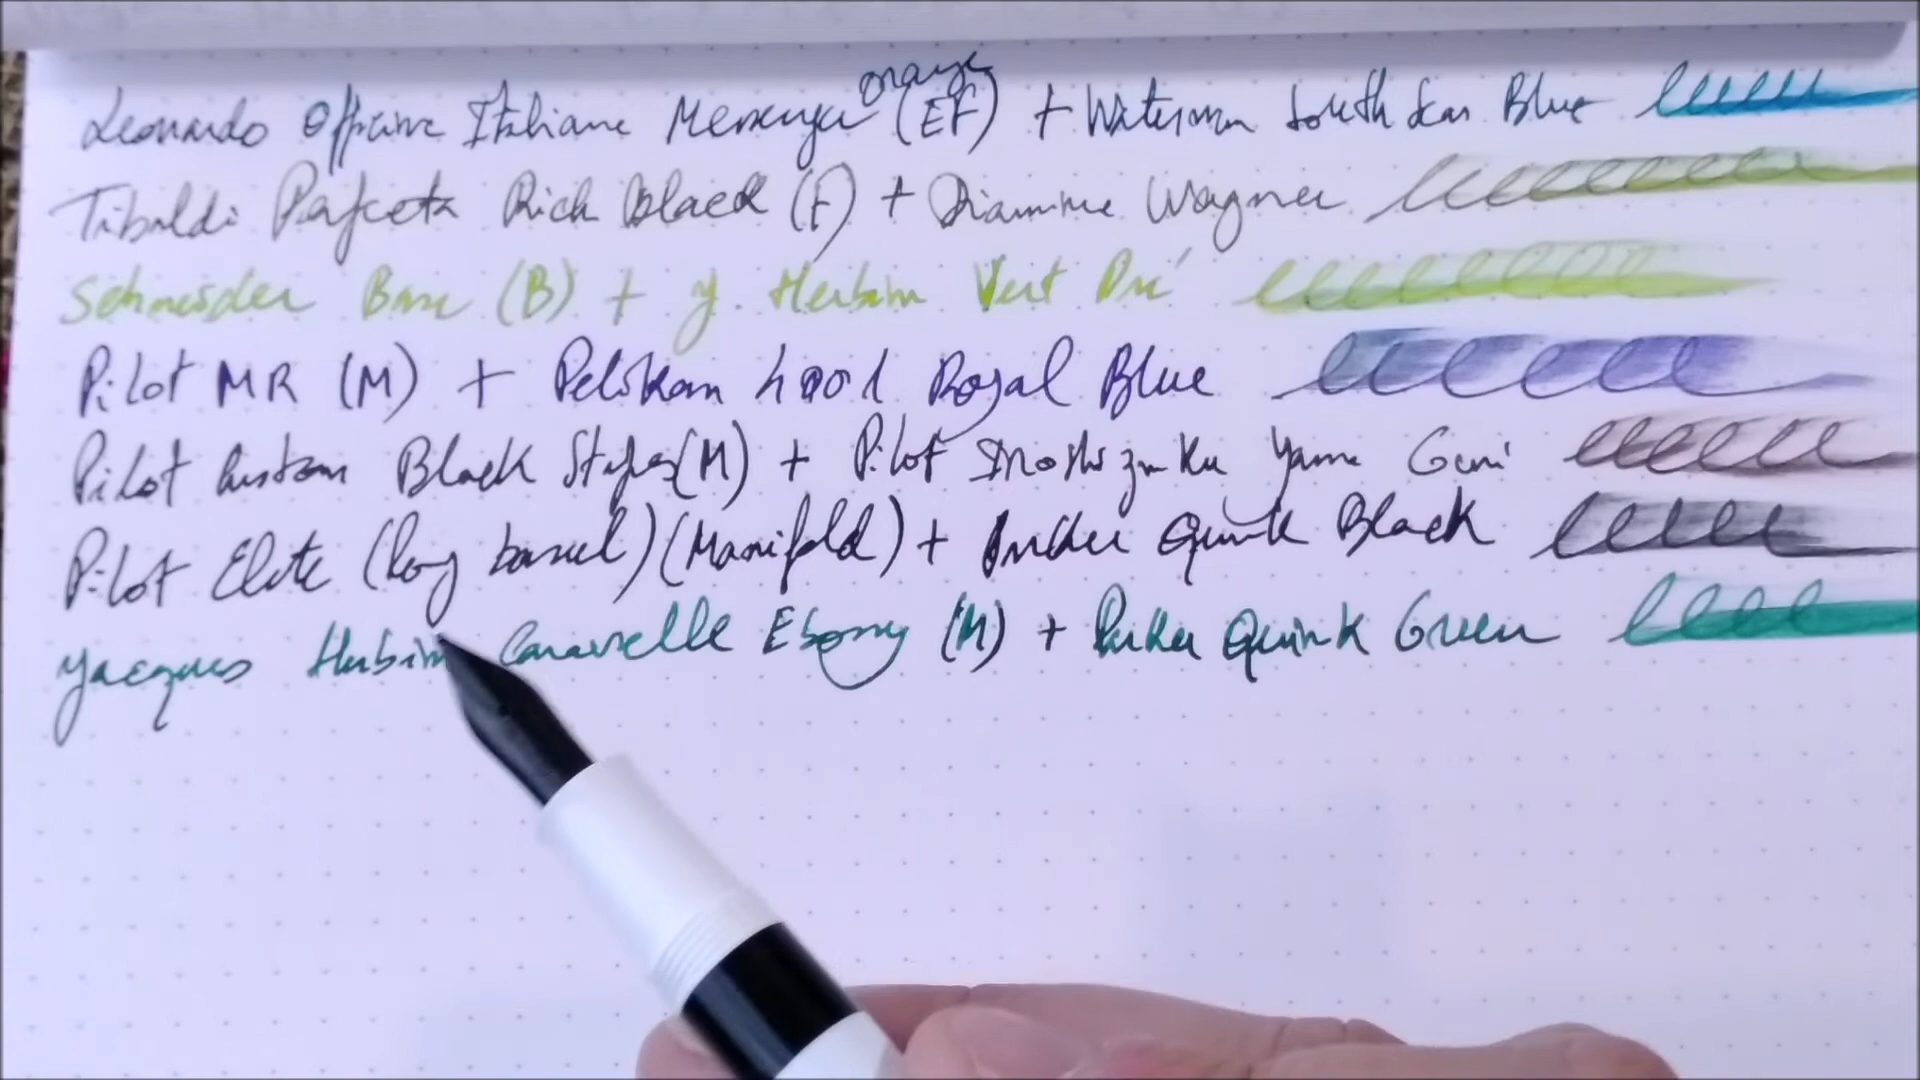 Leonardo Officina Italiana Messenger orange (EF) + Waterman South Seas Blue
Tibaldi Perfecta Rich Black (F) + Diamine Wagner
Schneider Base (B) + J. Herbin Vert Pré
Pilot MR (M) + Pelikan 4001 Royal Blue
Pilot Custom Black Stripes (M) + Pilot Iroshizuku Yama Guri
Pilot Elite (long barrel) (Manifold) + Parker Quink Black
Jacques Herbin Caravelle Ebony (M) + Parker Quink Green